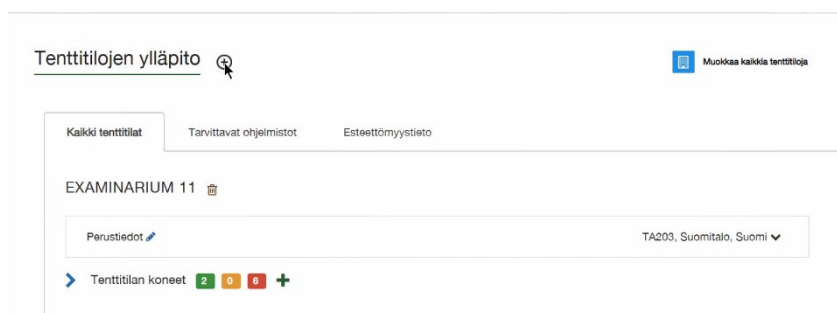 Tenttitilojen ylläpito
Muokkaa kaikkia tenttitiloja
Kaikki tenttitilat Tarvittavat ohjelmistot Esteettömyystieto
EXAMINARIUM 11
Perustiedot TA203, Suomitalo, Suomi
Tenttitilan koneet 2 0 6